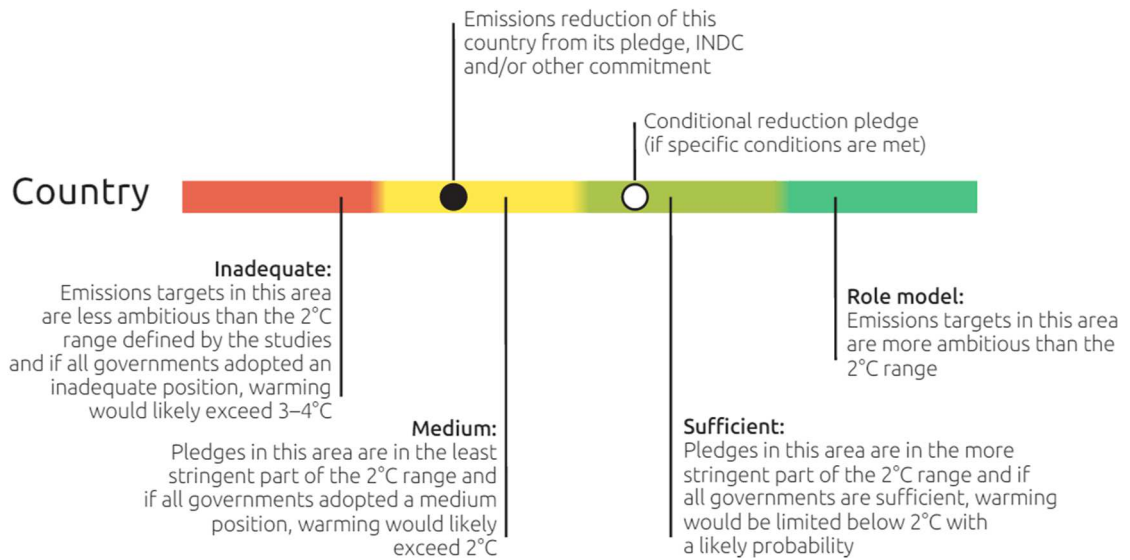 Emissions reduction of this
country from its pledge, INDC
and/or other commitment
Conditional reduction pledge
(if specific conditions are met)
Country
Inadequate:
Emissions targets in this area
are less ambitious than the 2°C
range defined by the studies
and if all governments adopted an
inadequate position, warming
would likely exceed 3–4°C
Role model:
Emissions targets in this area
are more ambitious than the
2°C range
Medium:
Pledges in this area are in the least
stringent part of the 2°C range and
if all governments adopted a medium
position, warming would likely
exceed 2°C
Sufficient:
Pledges in this area are in the more
stringent part of the 2°C range and if
all governments are sufficient, warming
would be limited below 2°C with
a likely probability